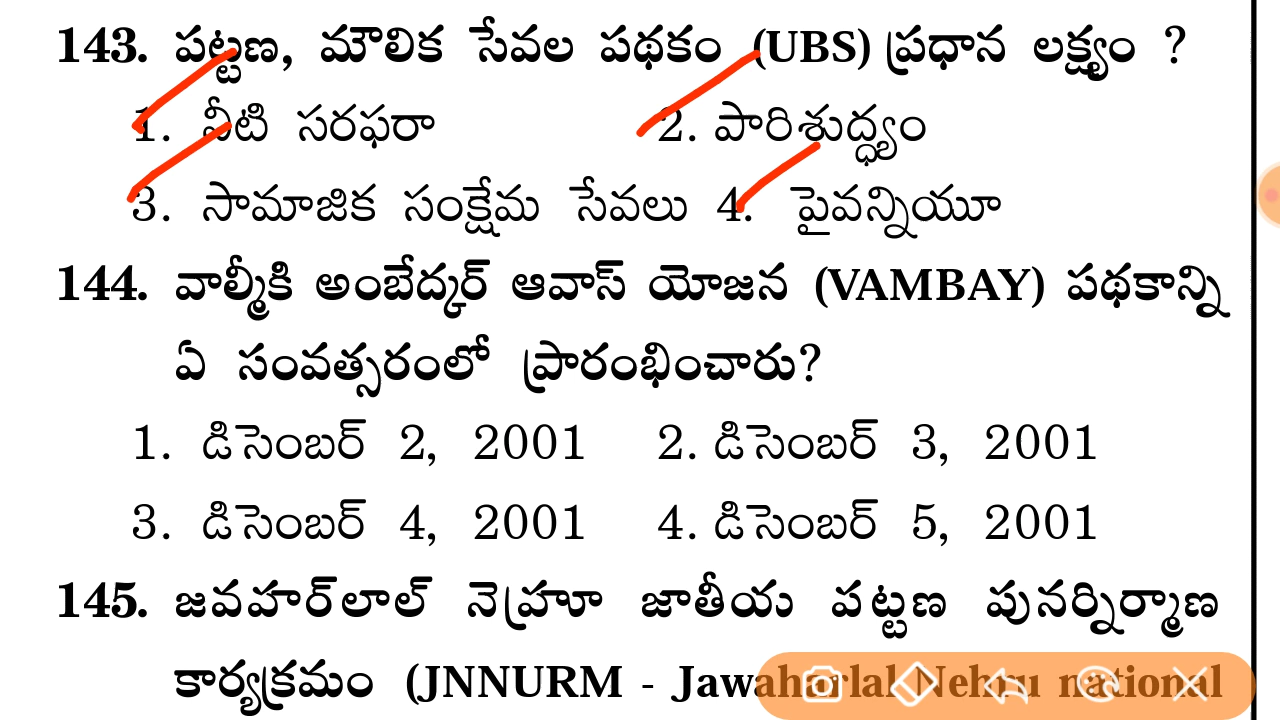 143. పట్టణ, మౌలిక సేవల పథకం (UBS) ప్రధాన లక్ష్యం ?
1. నీటి సరఫరా 2. పారిశుద్ధ్యం
3. సామాజిక సంక్షేమ సేవలు 4. పైవన్నియూ
144. వాల్మీకి అంబేద్కర్ ఆవాస్ యోజన (VAMBAY) పథకాన్ని
ఏ సంవత్సరంలో ప్రారంభించారు?
1. డిసెంబర్ 2, 2001 2. డిసెంబర్ 3, 2001
3. డిసెంబర్ 4, 2001 4. డిసెంబర్ 5, 2001
145. జవహర్‌లాల్ నెహ్రూ జాతీయ పట్టణ పునర్నిర్మాణ
కార్యక్రమం (JNNURM - Jawaharlal Nehru national